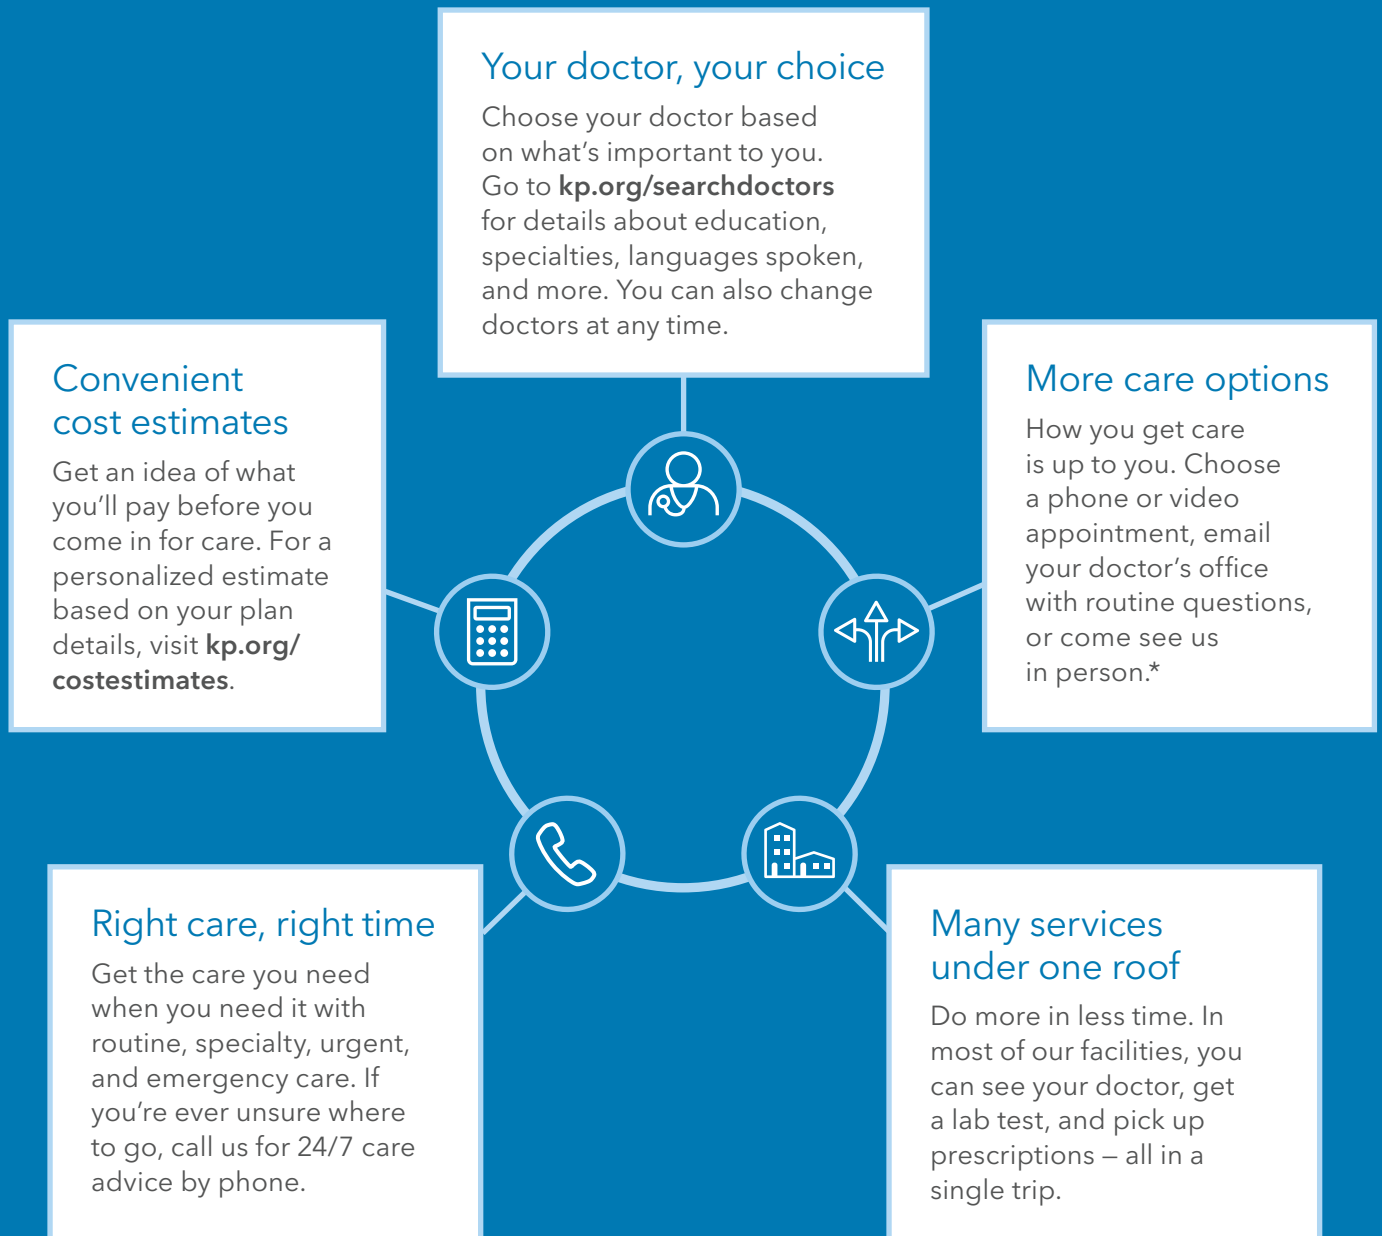 Your doctor, your choice
Choose your doctor based
on what's important to you.
Go to kp.org/searchdoctors
for details about education,
specialties, languages spoken,
and more. You can also change
doctors at any time.
Convenient
cost estimates
Get an idea of what
you'll pay before you
come in for care. For a
personalized estimate
based on your plan
details, visit kp.org/
costestimates.
More care options
How you get care
is up to you. Choose
a phone or video
appointment, email
your doctor's office
with routine questions,
or come see us
in person.*
Right care, right time
Get the care you need
when you need it with
routine, specialty, urgent,
and emergency care. If
you're ever unsure where
to go, call us for 24/7 care
advice by phone.
Many services
under one roof
Do more in less time. In
most of our facilities, you
can see your doctor, get
a lab test, and pick up
prescriptions – all in a
single trip.